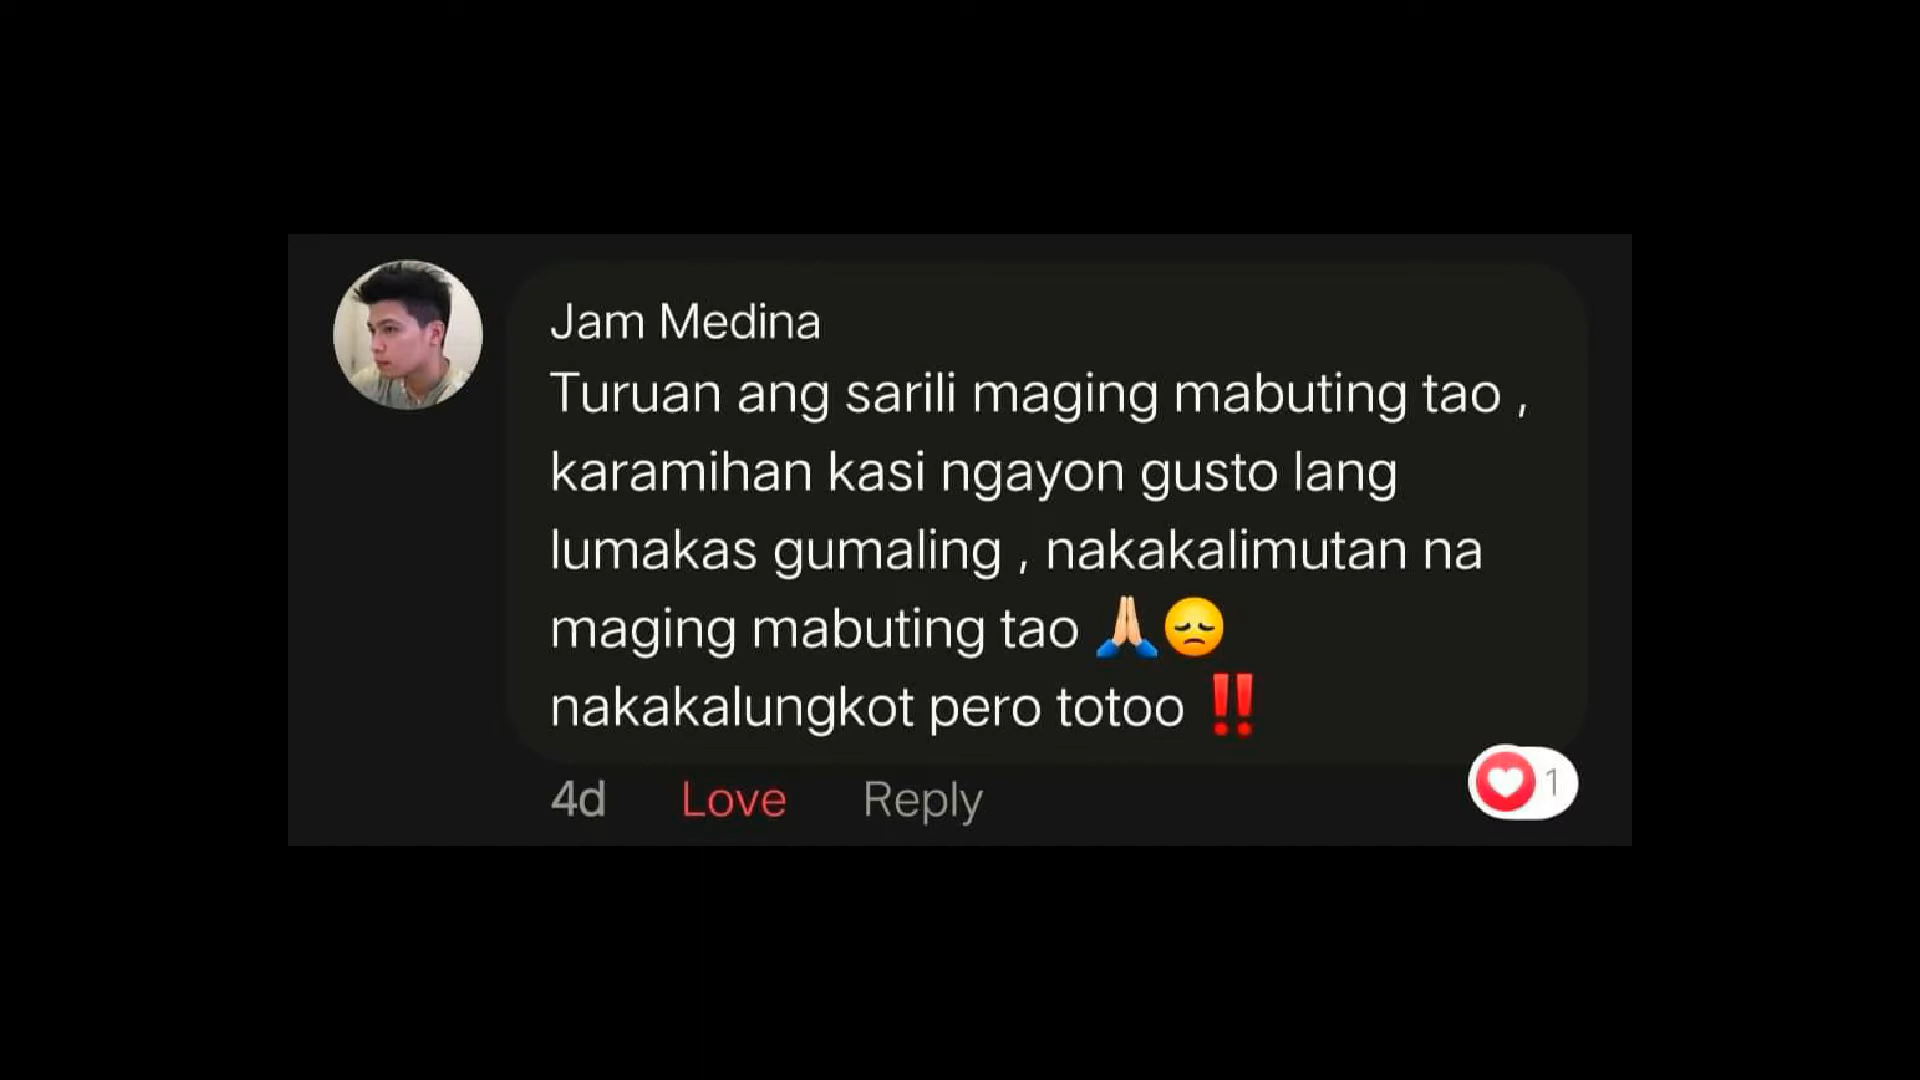 Jam Medina
Turuan ang sarili maging mabuting tao ,
karamihan kasi ngayon gusto lang
lumakas gumaling , nakakalimutan na
maging mabuting tao 🙏🏼😞
nakakalungkot pero totoo ‼️
4d Love Reply
1